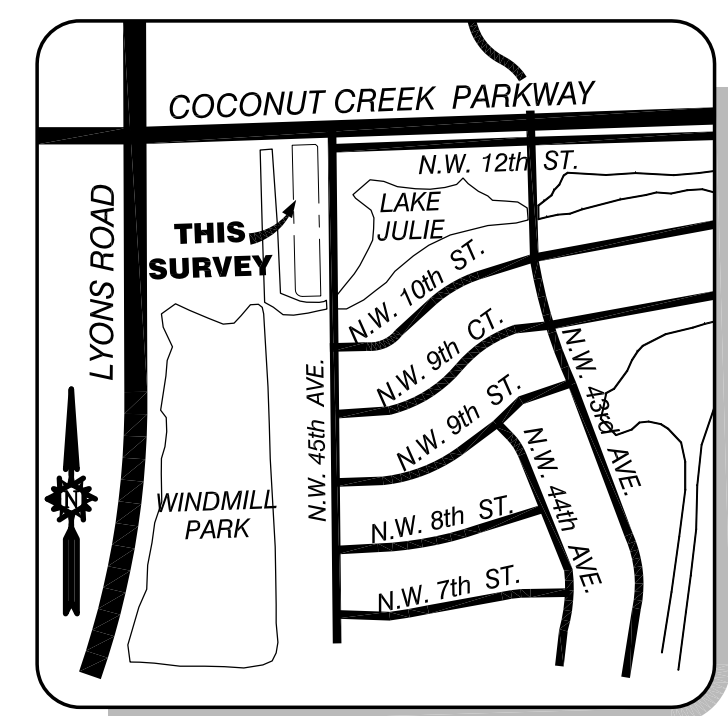 COCONUT CREEK PARKWAY
N.W. 12th ST.
LAKE
JULIE
THIS
SURVEY
LYONS ROAD
N.W. 10th ST.
N.W. 9th CT.
N.W. 43rd AVE.
N.W. 45th AVE.
N.W. 9th ST.
N.W. 44th AVE.
N
WINDMILL
PARK
N.W. 8th ST.
N.W. 7th ST.